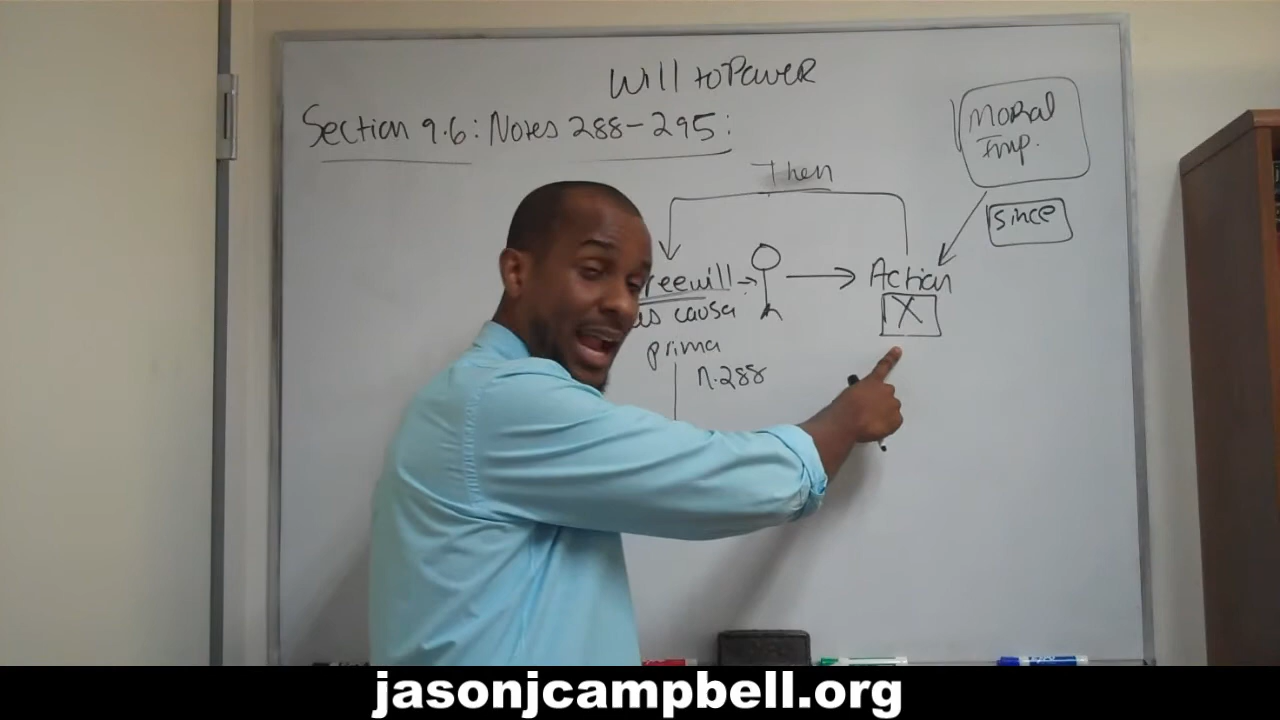 Will to Power
Section 9.6: Notes 288-295:
Moral
Imp.
Then
Since
reewill
Action
as causa
X
prima
n.288
jasonjcampbell.org